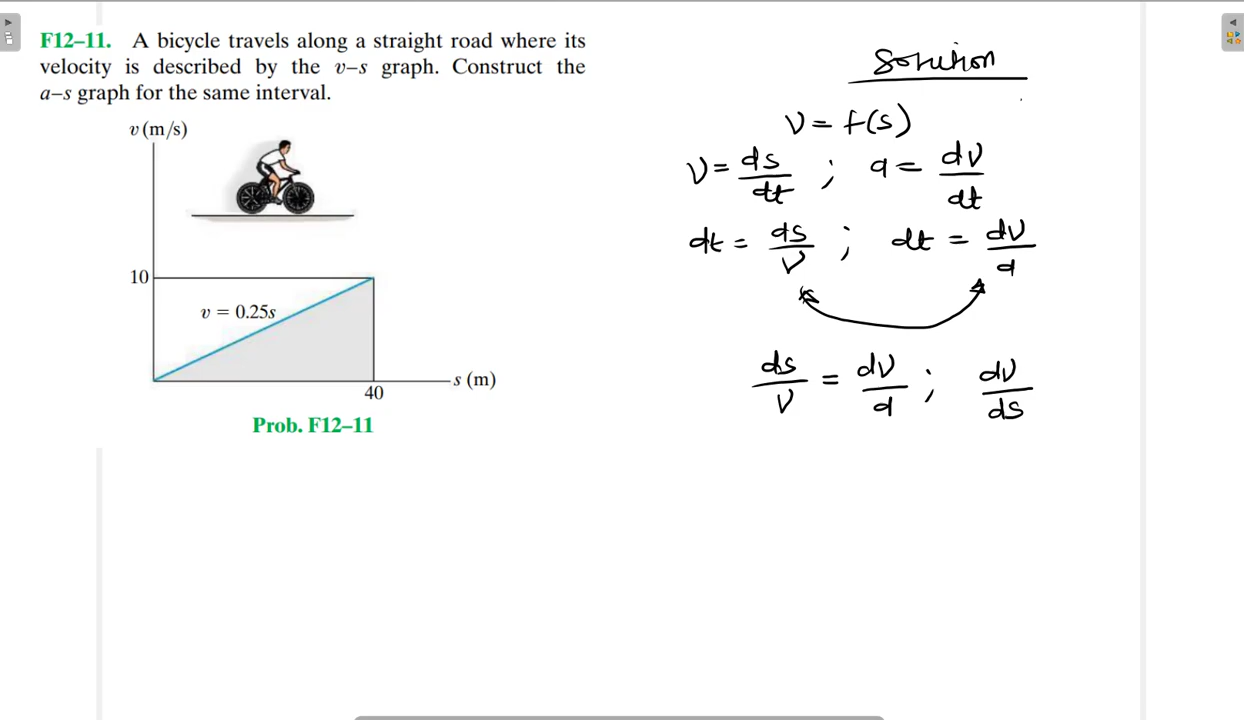 F12–11. A bicycle travels along a straight road where its
velocity is described by the v–s graph. Construct the
a–s graph for the same interval.
v (m/s)
10
v = 0.25s
s (m)
40
Prob. F12–11
Solution
v = f(s)
v = ds/dt ; a = dv/dt
dt = ds/v ; dt = dv/a
ds/v = dv/a ; dv/ds